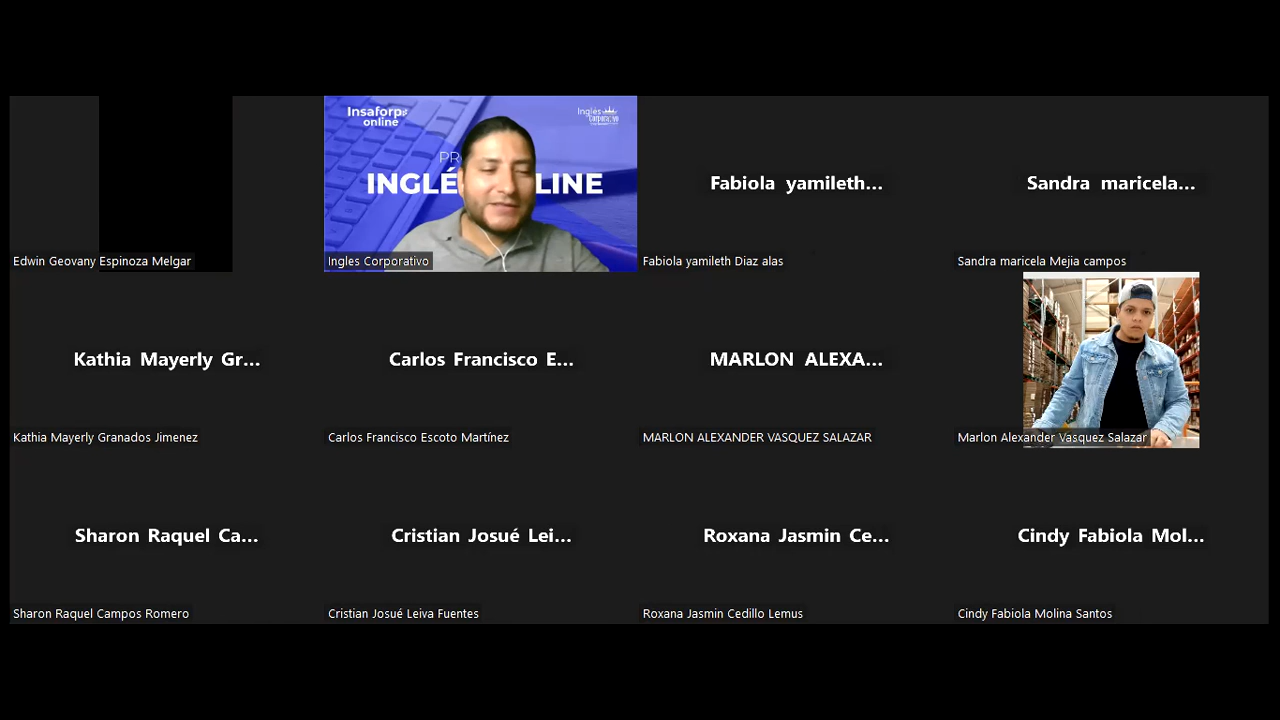 Insaforp
online
Inglés
PR
INGLÉ LINE
Edwin Geovany Espinoza Melgar
Ingles Corporativo
Fabiola yamileth...
Fabiola yamileth Diaz alas
Sandra maricela...
Sandra maricela Mejia campos
Kathia Mayerly Gr...
Kathia Mayerly Granados Jimenez
Carlos Francisco E...
Carlos Francisco Escoto Martínez
MARLON ALEXA...
MARLON ALEXANDER VASQUEZ SALAZAR
Marlon Alexander Vasquez Salazar
Sharon Raquel Ca...
Sharon Raquel Campos Romero
Cristian Josué Lei...
Cristian Josué Leiva Fuentes
Roxana Jasmin Ce...
Roxana Jasmin Cedillo Lemus
Cindy Fabiola Mol...
Cindy Fabiola Molina Santos